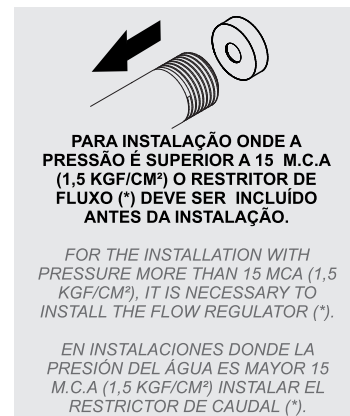 PARA INSTALAÇÃO ONDE A
PRESSÃO É SUPERIOR A 15 M.C.A
(1,5 KGF/CM²) O RESTRITOR DE
FLUXO (*) DEVE SER INCLUÍDO
ANTES DA INSTALAÇÃO.
FOR THE INSTALLATION WITH
PRESSURE MORE THAN 15 MCA (1,5
KGF/CM²), IT IS NECESSARY TO
INSTALL THE FLOW REGULATOR (*).
EN INSTALACIONES DONDE LA
PRESIÓN DEL ÁGUA ES MAYOR 15
M.C.A (1,5 KGF/CM²) INSTALAR EL
RESTRICTOR DE CAUDAL (*).